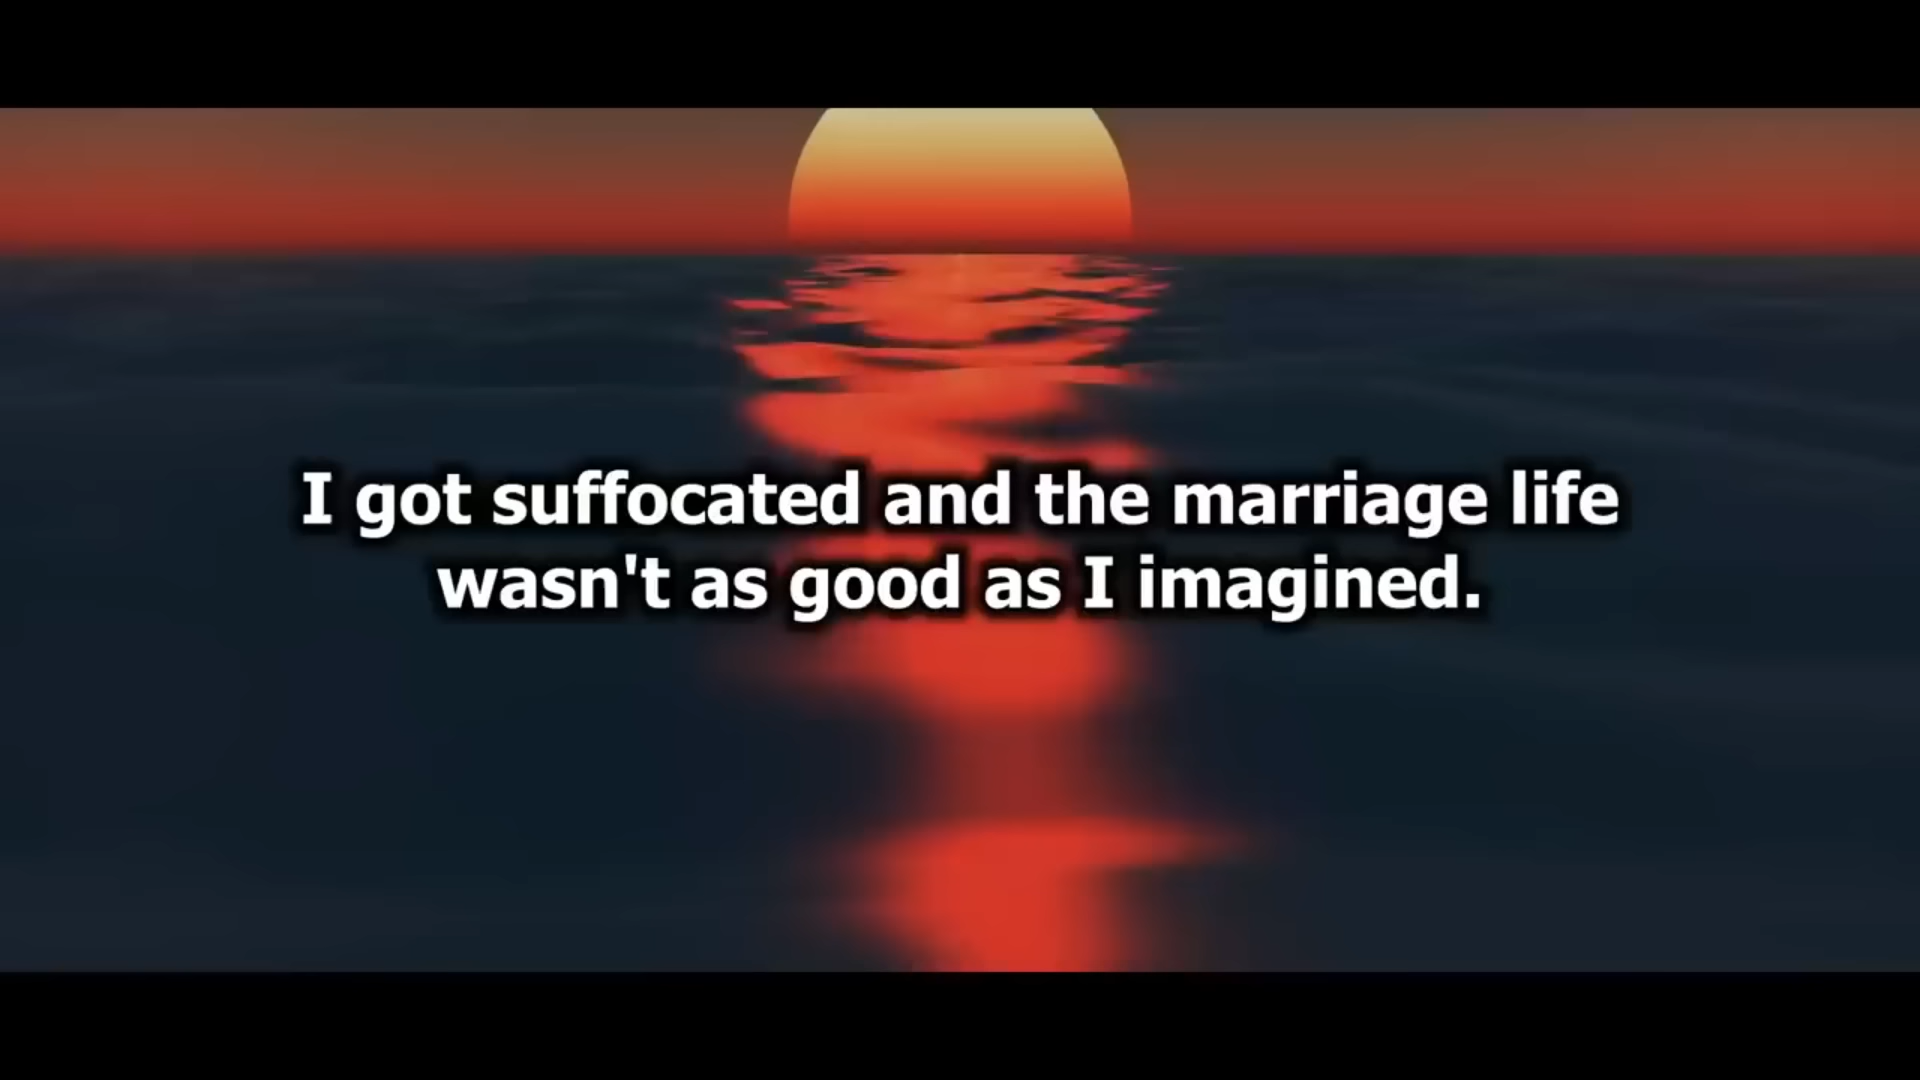 I got suffocated and the marriage life
wasn't as good as I imagined.